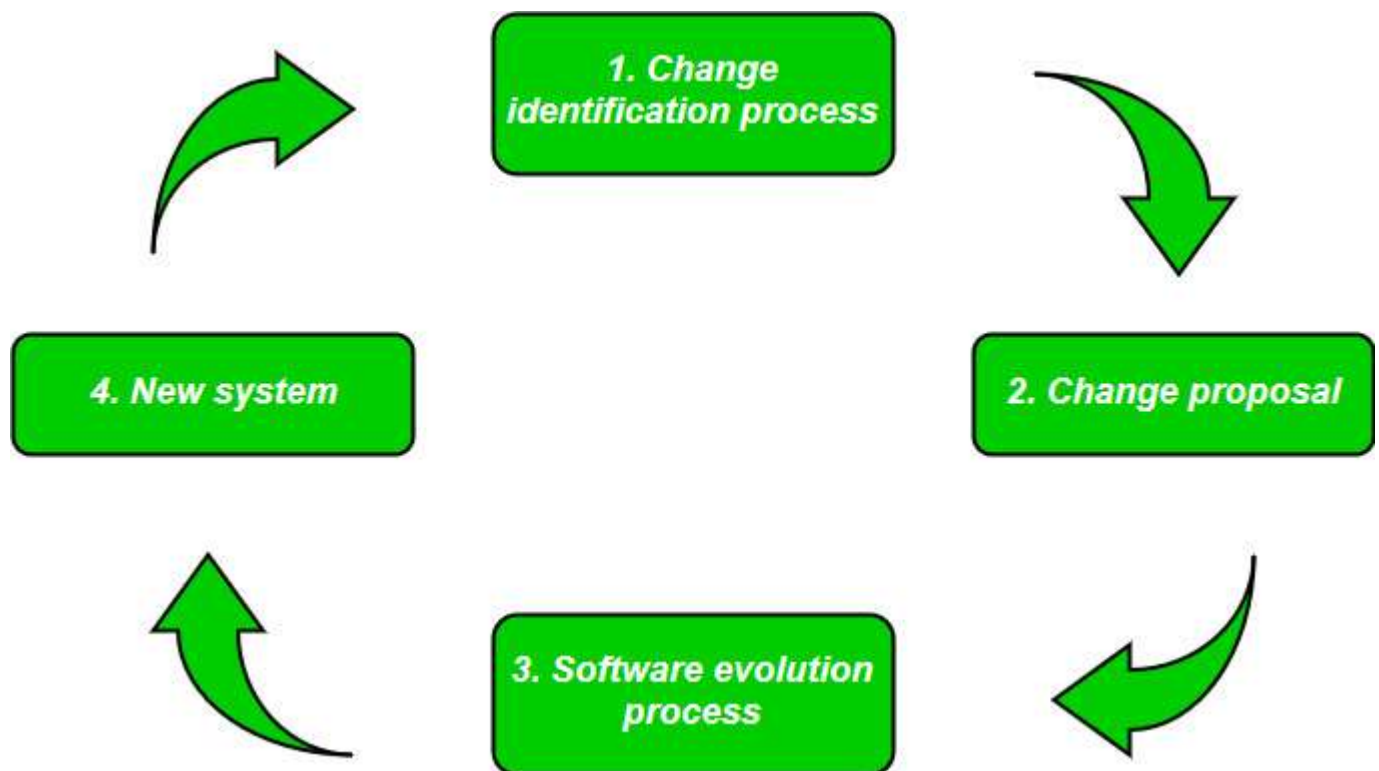 1. Change
identification process
4. New system
2. Change proposal
3. Software evolution
process